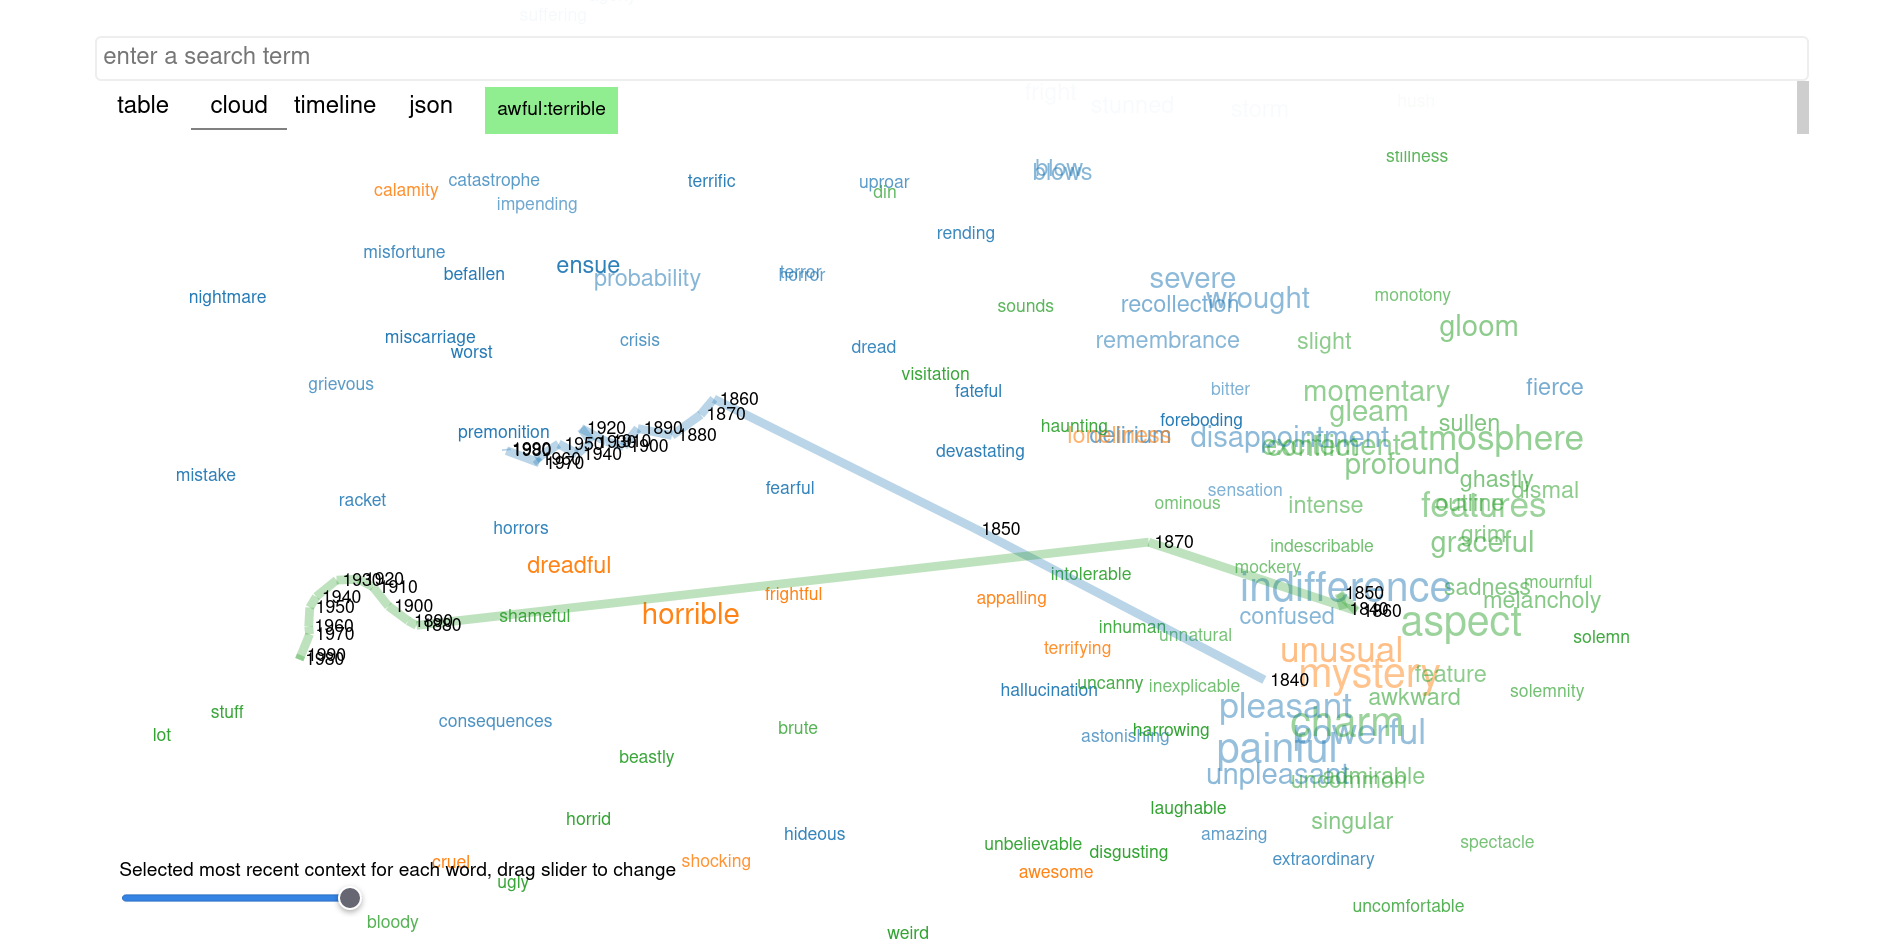 suffering
enter a search term
table cloud timeline json awful:terrible
fright
stunned
storm
hush
stillness
blow
blows
calamity
catastrophe
terrific
uproar
din
impending
rending
misfortune
befallen
ensue
probability
terror
horror
severe
wrought
recollection
nightmare
sounds
monotony
gloom
miscarriage
worst
crisis
dread
remembrance
slight
visitation
grievous
fateful
bitter
momentary
fierce
gleam
1860
1870
foreboding
sullen
haunting
loneliness
delirium
disappointment
excitement
atmosphere
premonition
1920
1890
1880
1950
1930
1910
1900
1940
1960
1970
1990
1980
devastating
profound
mistake
fearful
sensation
ghastly
dismal
racket
ominous
intense
outline
features
horrors
1850
1870
indescribable
grim
graceful
dreadful
intolerable
mockery
1930
1920
1910
1940
1950
1900
1890
1880
1960
1970
1990
1980
shameful
horrible
frightful
appalling
indifference
1850
1840
1860
sadness
mournful
melancholy
confused
aspect
inhuman
unnatural
solemn
terrifying
unusual
mystery
feature
1840
hallucination
uncanny
inexplicable
awkward
solemnity
stuff
lot
consequences
brute
pleasant
charm
powerful
astonishing
harrowing
painful
beastly
unpleasant
admirable
uncommon
laughable
horrid
hideous
amazing
singular
unbelievable
disgusting
extraordinary
spectacle
cruel
shocking
Selected most recent context for each word, drag slider to change
awesome
ugly
bloody
uncomfortable
weird